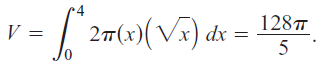 V = ∫₀⁴ 2π(x)(√x) dx = 128π/5.